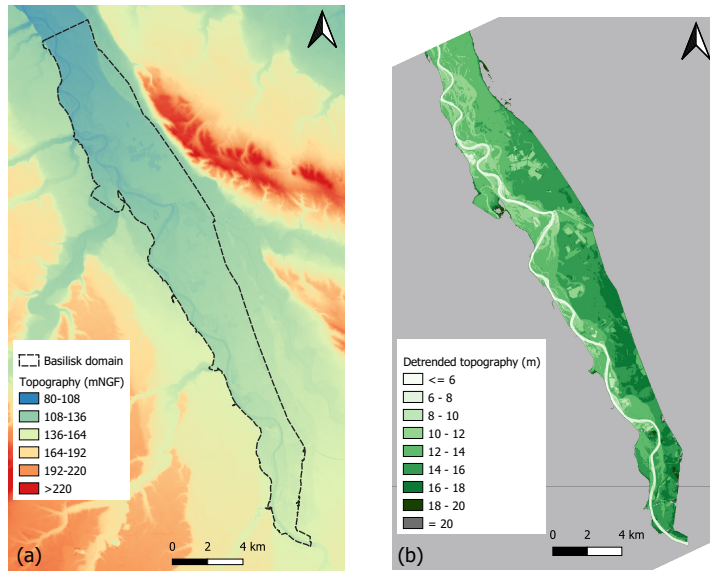 Basilisk domain
Topography (mNGF)
80-108
108-136
136-164
164-192
192-220
>220
(a)
0 2 4 km
Detrended topography (m)
<= 6
6 - 8
8 - 10
10 - 12
12 - 14
14 - 16
16 - 18
18 - 20
= 20
(b)
0 2 4 km